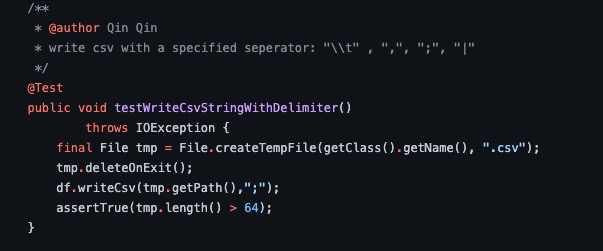 /**
 * @author Qin Qin
 * write csv with a specified seperator: "\\t" , ",", ";", "|"
 */
@Test
public void testWriteCsvStringWithDelimiter()
        throws IOException {
    final File tmp = File.createTempFile(getClass().getName(), ".csv");
    tmp.deleteOnExit();
    df.writeCsv(tmp.getPath(),";");
    assertTrue(tmp.length() > 64);
}